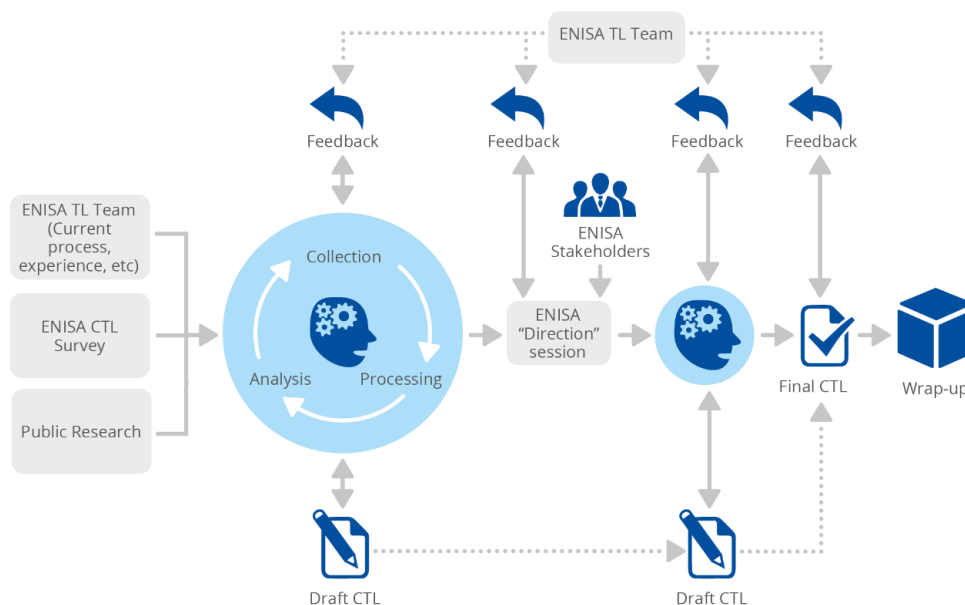 ENISA TL Team
Feedback
Feedback
Feedback
Feedback
ENISA TL Team
(Current
process,
experience, etc)
ENISA CTL
Survey
Public Research
Collection
Analysis
Processing
ENISA
Stakeholders
ENISA
“Direction”
session
Final CTL
Wrap-up
Draft CTL
Draft CTL